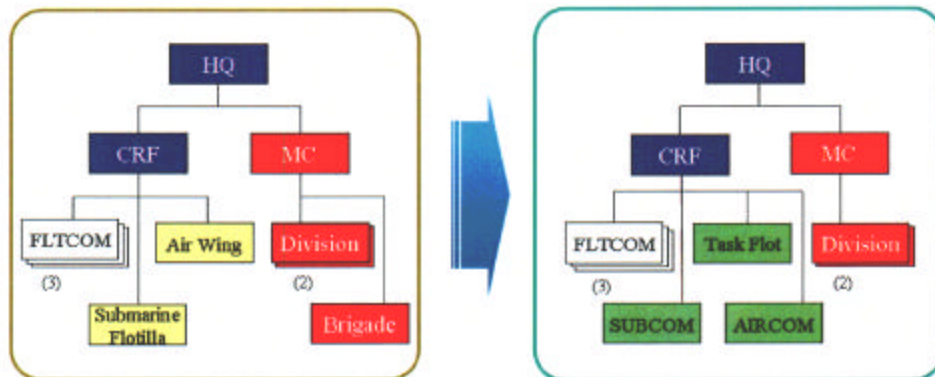 HQ
CRF
MC
FLTCOM
Air Wing
Division
(3)
(2)
Submarine
Flotilla
Brigade
HQ
CRF
MC
FLTCOM
Task Flot
Division
(3)
(2)
SUBCOM
AIRCOM